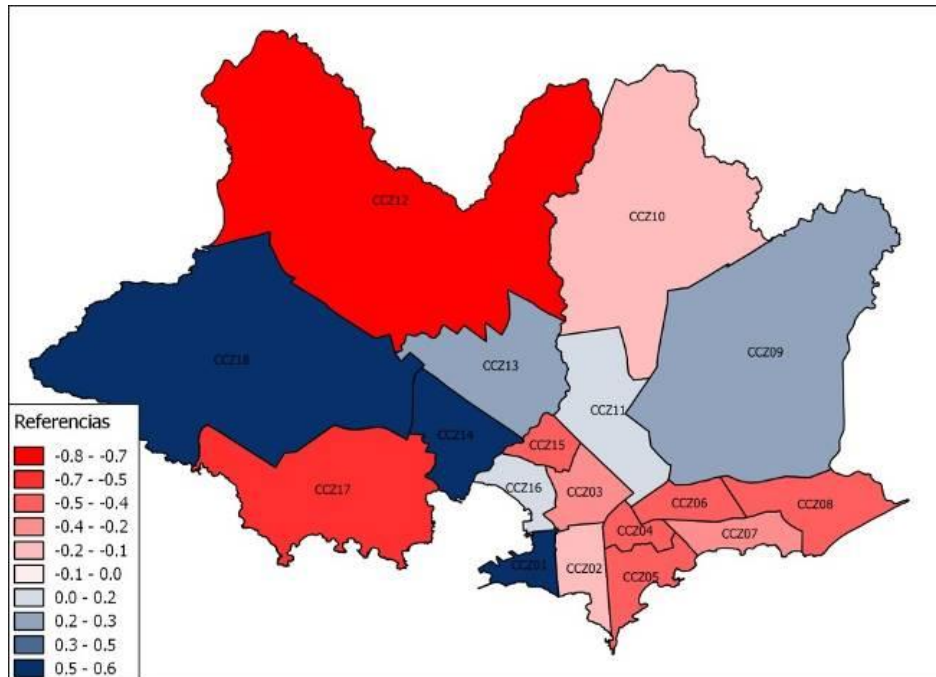 CCZ12
CCZ10
CCZ09
CCZ18
CCZ13
CCZ11
CCZ14
CCZ15
CCZ17
CCZ16
CCZ03
CCZ06
CCZ08
CCZ04
CCZ07
CCZ01
CCZ02
CCZ05
Referencias
-0.8 - -0.7
-0.7 - -0.5
-0.5 - -0.4
-0.4 - -0.2
-0.2 - -0.1
-0.1 - 0.0
0.0 - 0.2
0.2 - 0.3
0.3 - 0.5
0.5 - 0.6